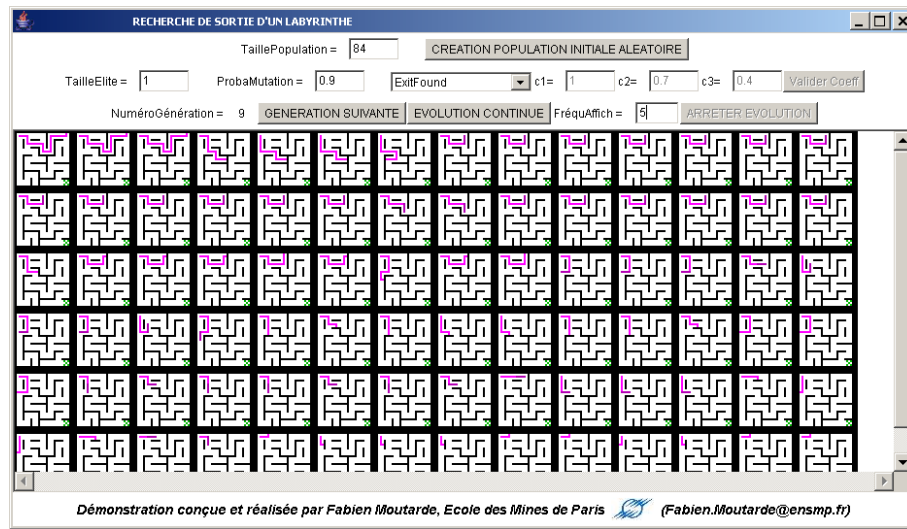 RECHERCHE DE SORTIE D'UN LABYRINTHE
TaillePopulation = 84 CREATION POPULATION INITIALE ALEATOIRE
TailleElite = 1 ProbaMutation = 0.9 ExitFound c1= 1 c2= 0.7 c3= 0.4 Valider Coeff
NuméroGénération = 9 GENERATION SUIVANTE EVOLUTION CONTINUE FréquAffich = 5 ARRETER EVOLUTION
Démonstration conçue et réalisée par Fabien Moutarde, Ecole des Mines de Paris (Fabien.Moutarde@ensmp.fr)